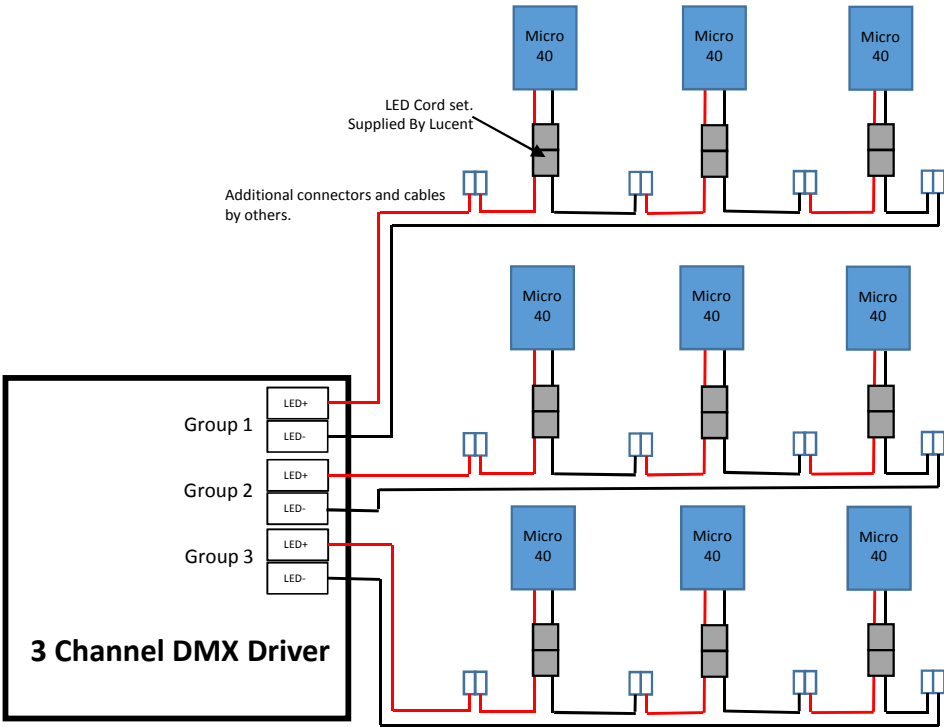 Micro
40
Micro
40
Micro
40
LED Cord set.
Supplied By Lucent
Additional connectors and cables
by others.
Micro
40
Micro
40
Micro
40
Group 1
LED+
LED-
Group 2
LED+
LED-
Group 3
LED+
LED-
Micro
40
Micro
40
Micro
40
3 Channel DMX Driver